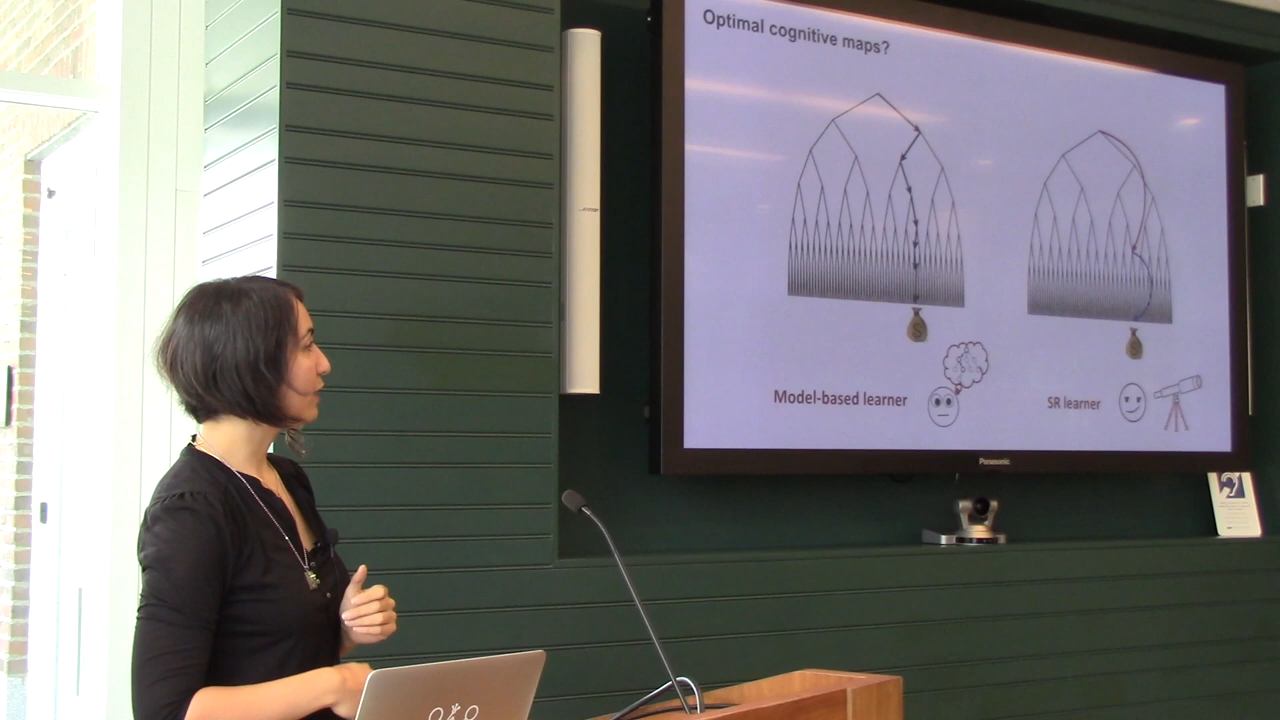 Optimal cognitive maps?
$
$
Model-based learner
SR learner
Panasonic